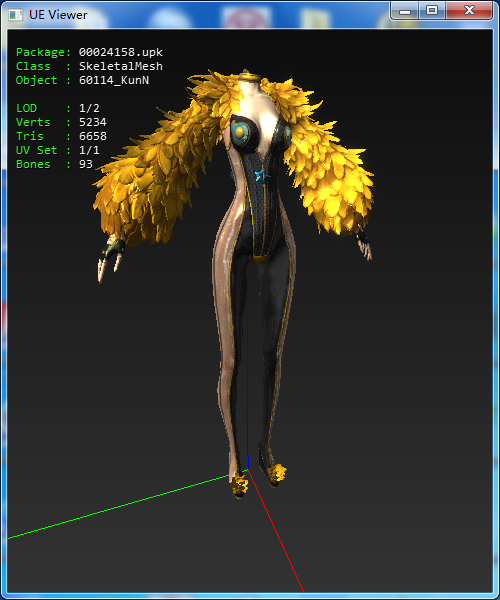 UE Viewer
Package: 00024158.upk
Class : SkeletalMesh
Object : 60114_KunN
LOD : 1/2
Verts : 5234
Tris : 6658
UV Set : 1/1
Bones : 93